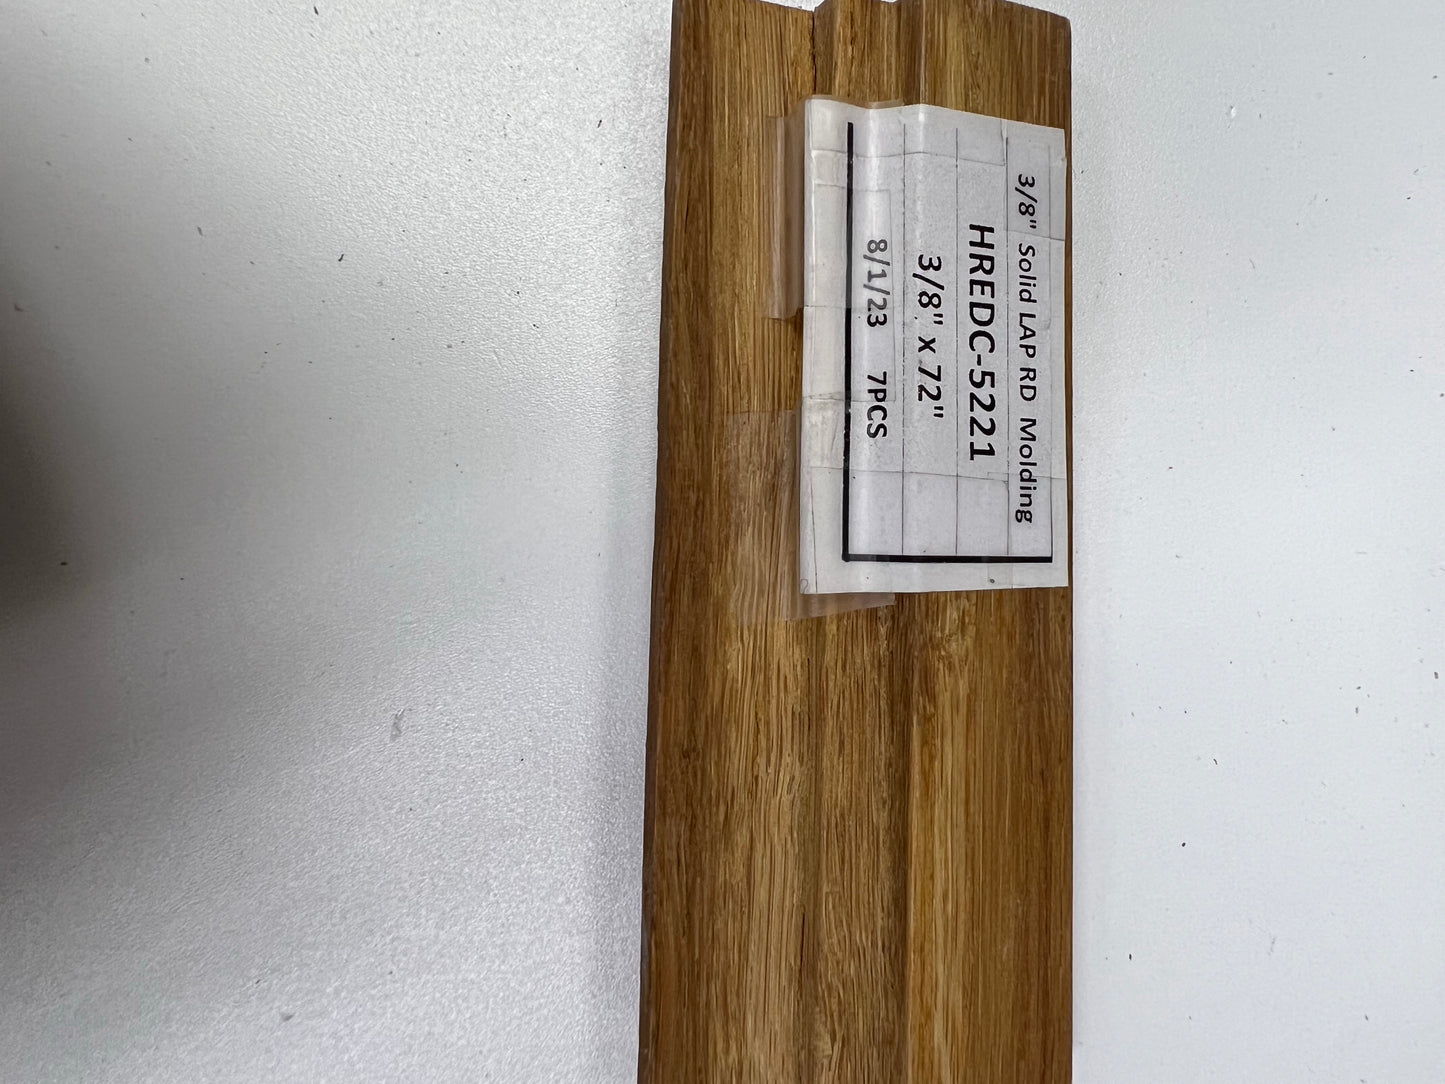 3/8" Solid LAP RD Molding
HREDC-5221
3/8" x 72"
8/1/23 7PCS